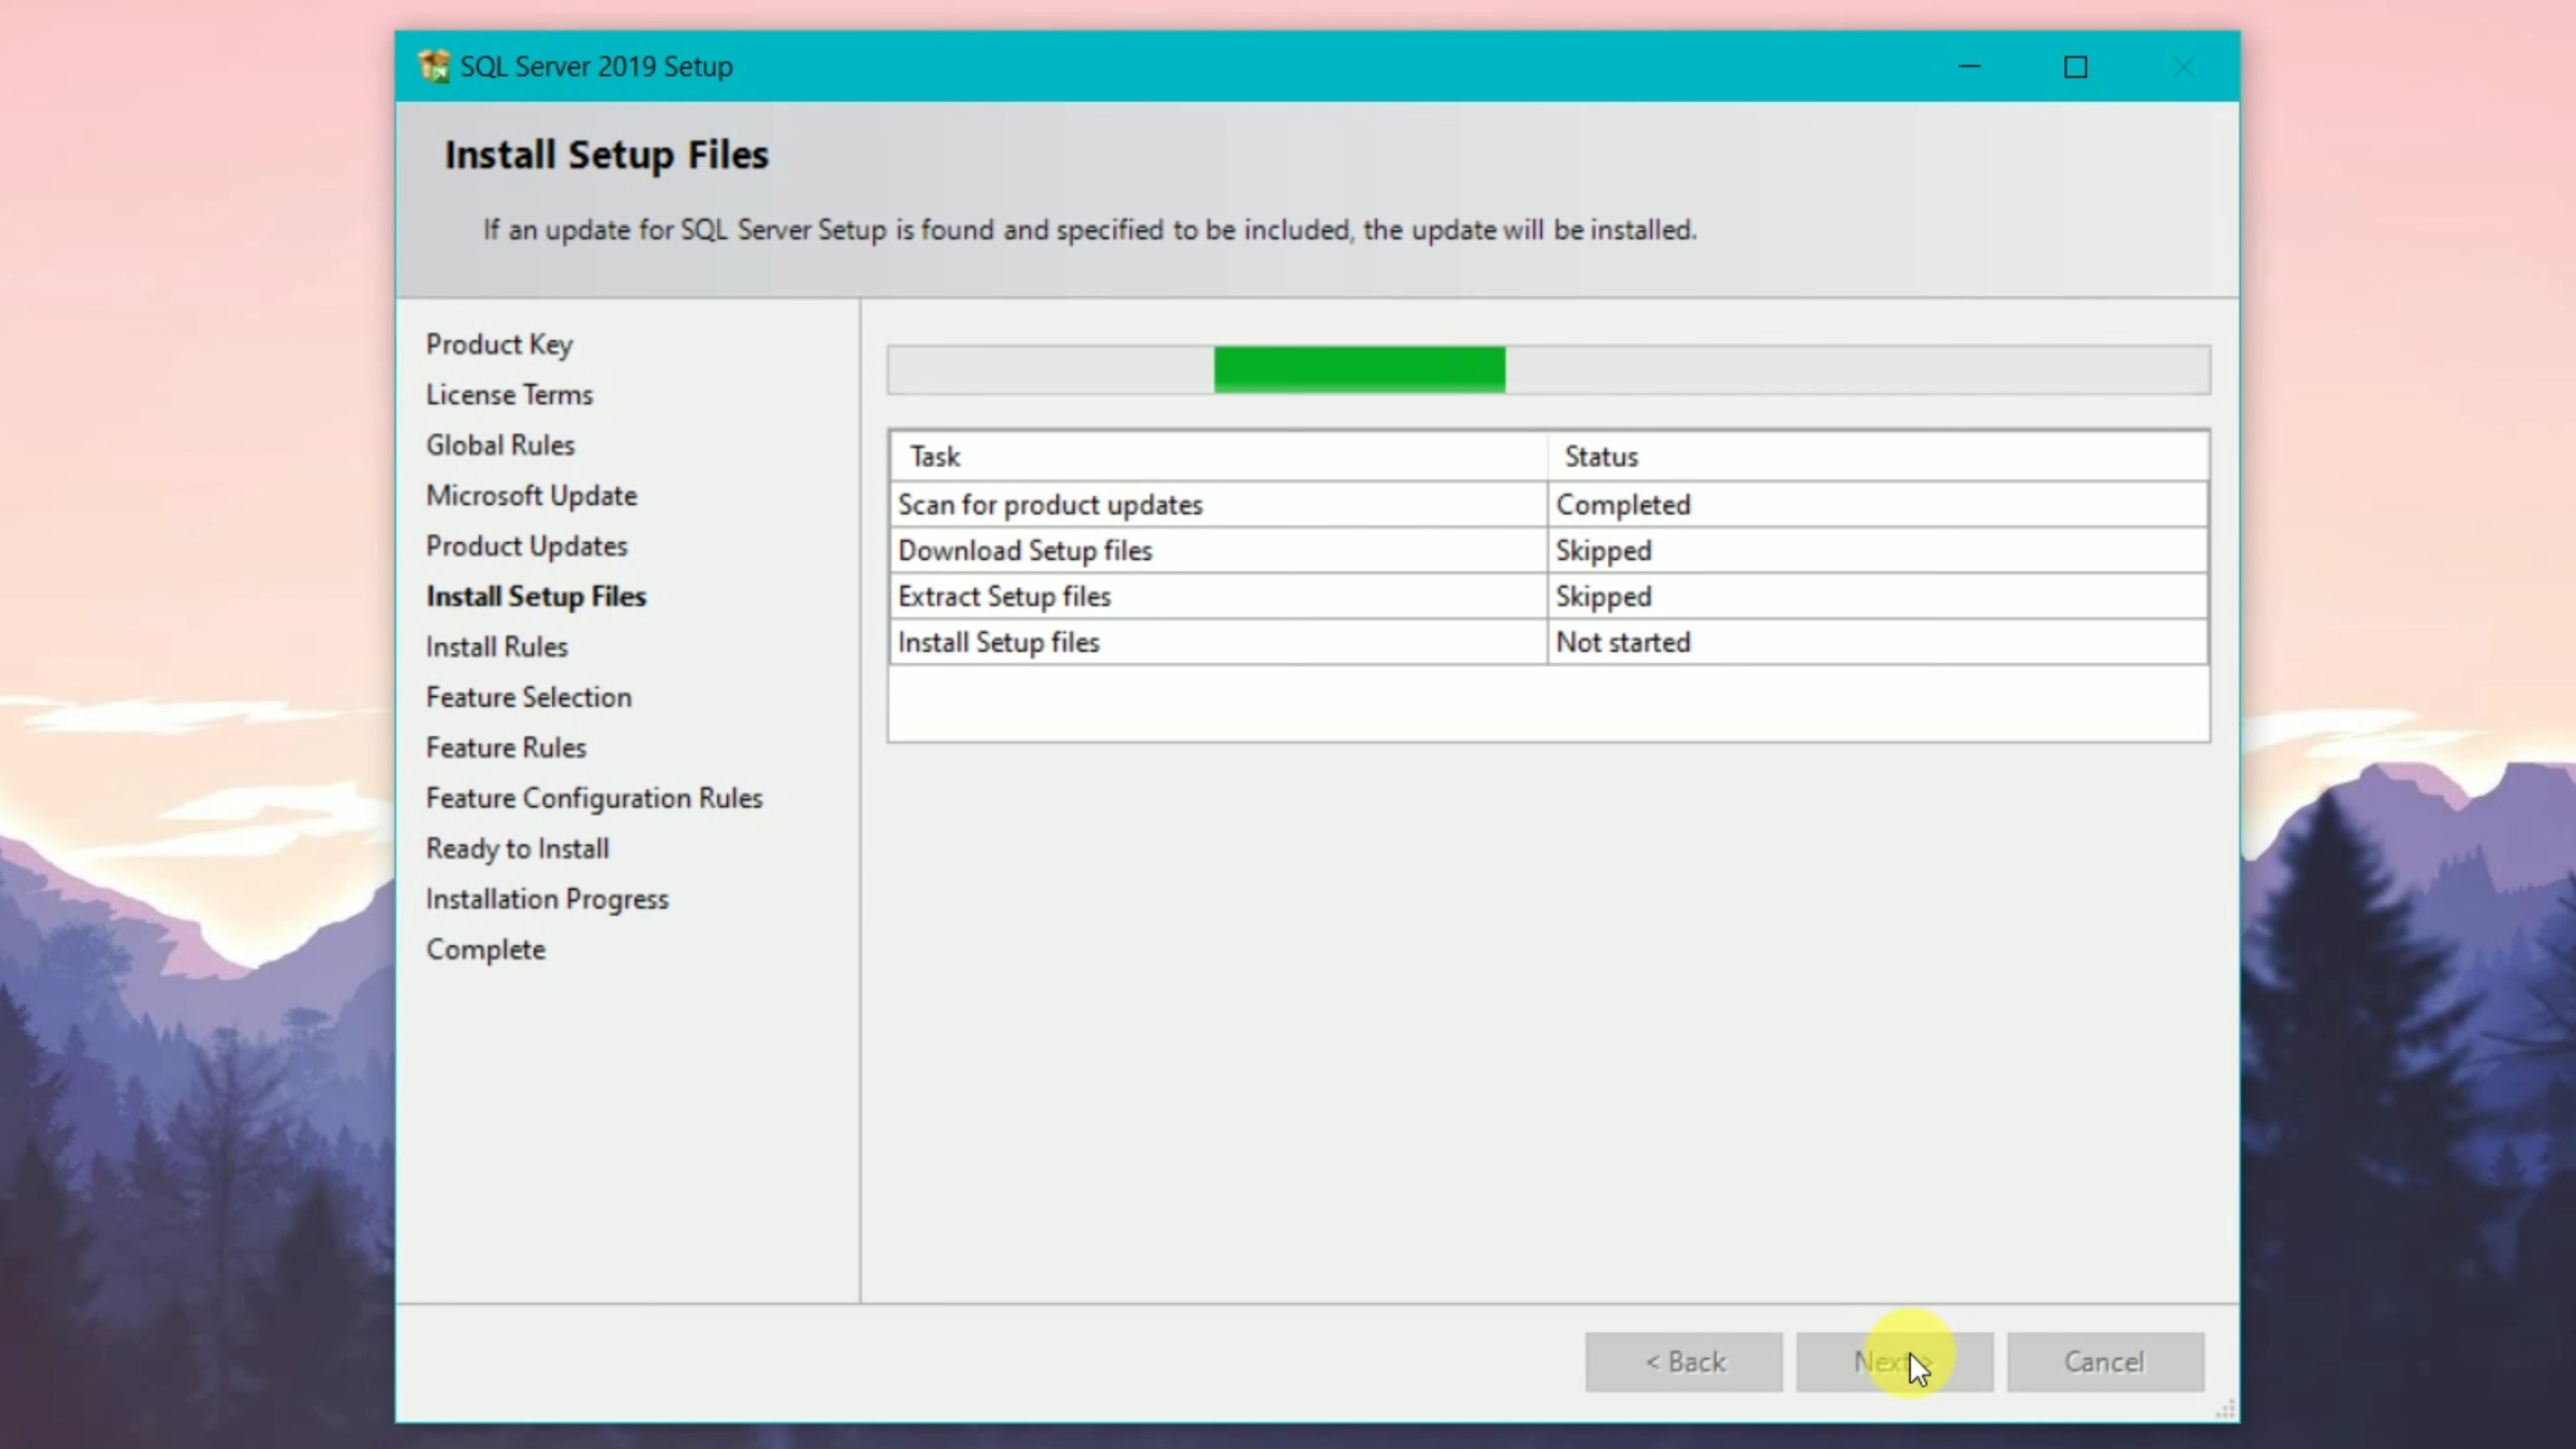 SQL Server 2019 Setup
Install Setup Files
If an update for SQL Server Setup is found and specified to be included, the update will be installed.
Product Key
License Terms
Global Rules
Microsoft Update
Product Updates
Install Setup Files
Install Rules
Feature Selection
Feature Rules
Feature Configuration Rules
Ready to Install
Installation Progress
Complete
Task Status
Scan for product updates Completed
Download Setup files Skipped
Extract Setup files Skipped
Install Setup files Not started
< Back Next > Cancel